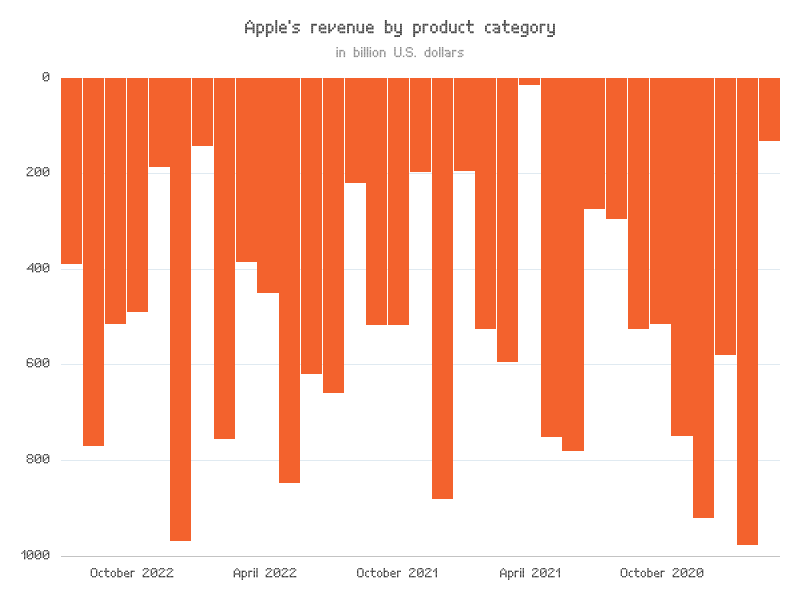 Apple's revenue by product category
in billion U.S. dollars
0
200
400
600
800
1000
October 2022 April 2022 October 2021 April 2021 October 2020